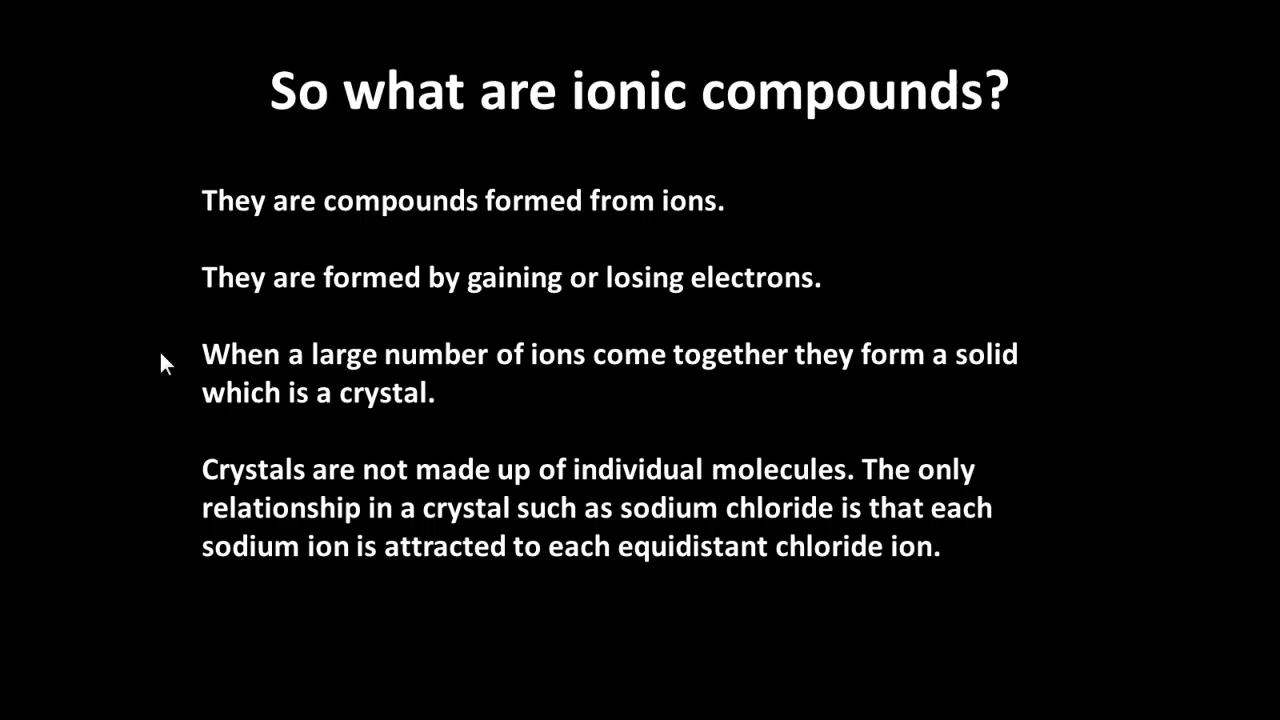 So what are ionic compounds?
They are compounds formed from ions.
They are formed by gaining or losing electrons.
When a large number of ions come together they form a solid
which is a crystal.
Crystals are not made up of individual molecules. The only
relationship in a crystal such as sodium chloride is that each
sodium ion is attracted to each equidistant chloride ion.